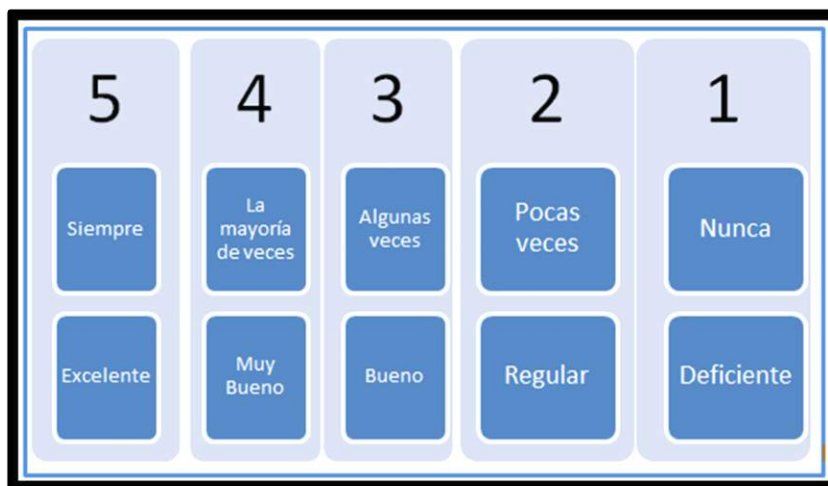 5
4
3
2
1
Siempre
La
mayoría
de veces
Algunas
veces
Pocas
veces
Nunca
Excelente
Muy
Bueno
Bueno
Regular
Deficiente